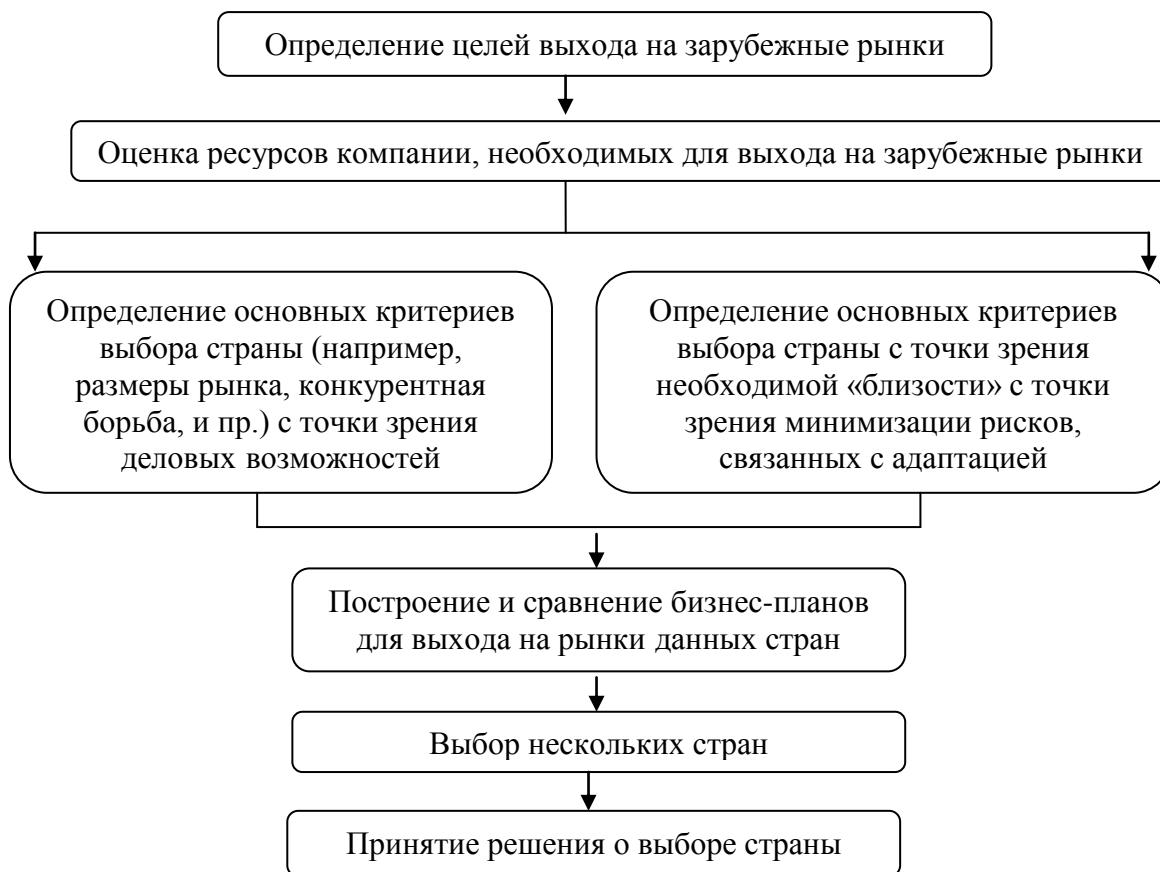 Определение целей выхода на зарубежные рынки
Оценка ресурсов компании, необходимых для выхода на зарубежные рынки
Определение основных критериев
выбора страны (например,
размеры рынка, конкурентная
борьба, и пр.) с точки зрения
деловых возможностей
Определение основных критериев
выбора страны с точки зрения
необходимой «близости» с точки
зрения минимизации рисков,
связанных с адаптацией
Построение и сравнение бизнес-планов
для выхода на рынки данных стран
Выбор нескольких стран
Принятие решения о выборе страны